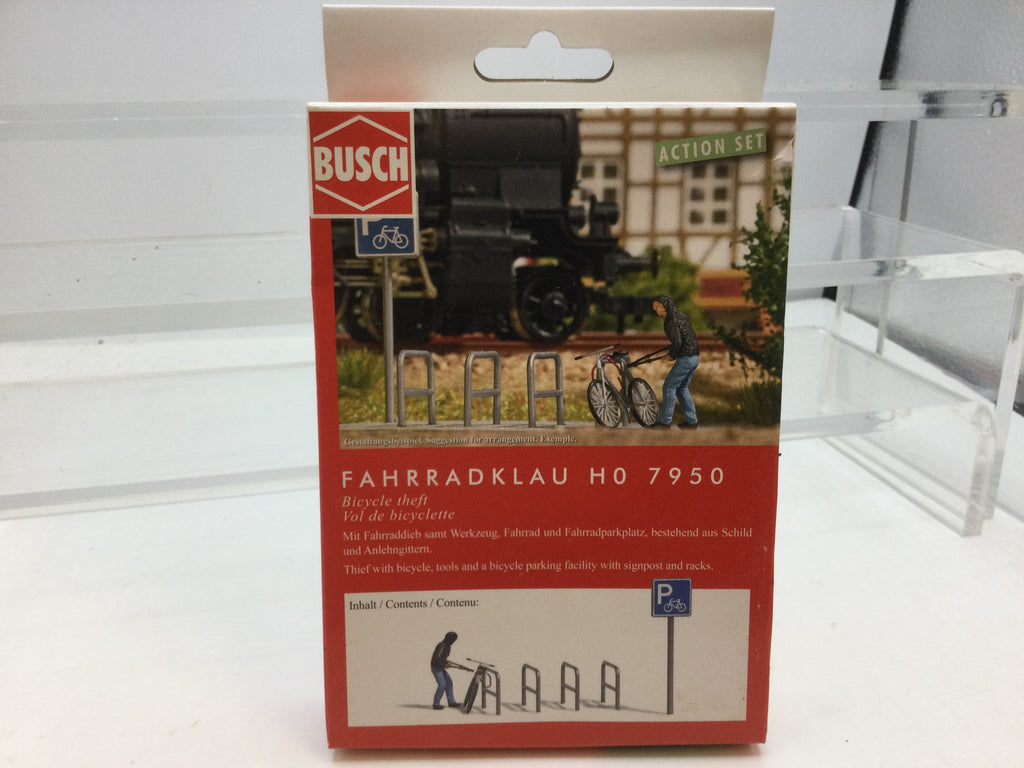 BUSCH
ACTION SET
P
Gestaltungsbeispiel. Suggestion for arrangement. Exemple.
FAHRRADKLAU H0 7950
Bicycle theft
Vol de bicyclette
Mit Fahrraddieb samt Werkzeug, Fahrrad und Fahrradparkplatz, bestehend aus Schild
und Anlehngittern.
Thief with bicycle, tools and a bicycle parking facility with signpost and racks.
Inhalt / Contents / Contenu:
P